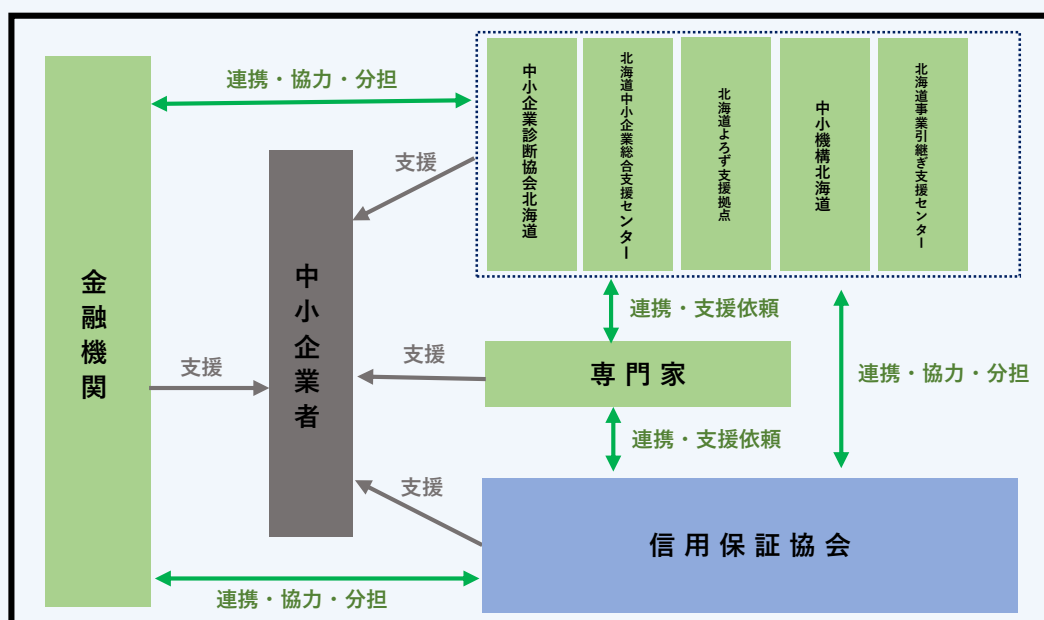 連携・協力・分担
中小企業診断協会北海道
北海道中小企業総合支援センター
北海道よろず支援拠点
中小機構北海道
北海道事業引継ぎ支援センター
支援
金融機関
中小企業者
連携・支援依頼
支援
支援
専門家
連携・協力・分担
連携・支援依頼
支援
信用保証協会
連携・協力・分担